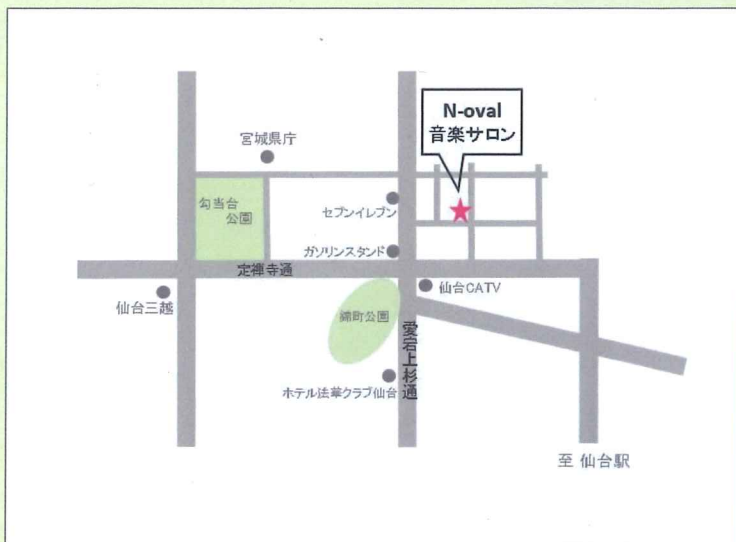 N-oval
音楽サロン
宮城県庁
勾当台
公園
セブンイレブン
ガソリンスタンド
定禅寺通
仙台三越
仙台CATV
錦町公園
愛宕上杉通
ホテル法華クラブ仙台
至 仙台駅